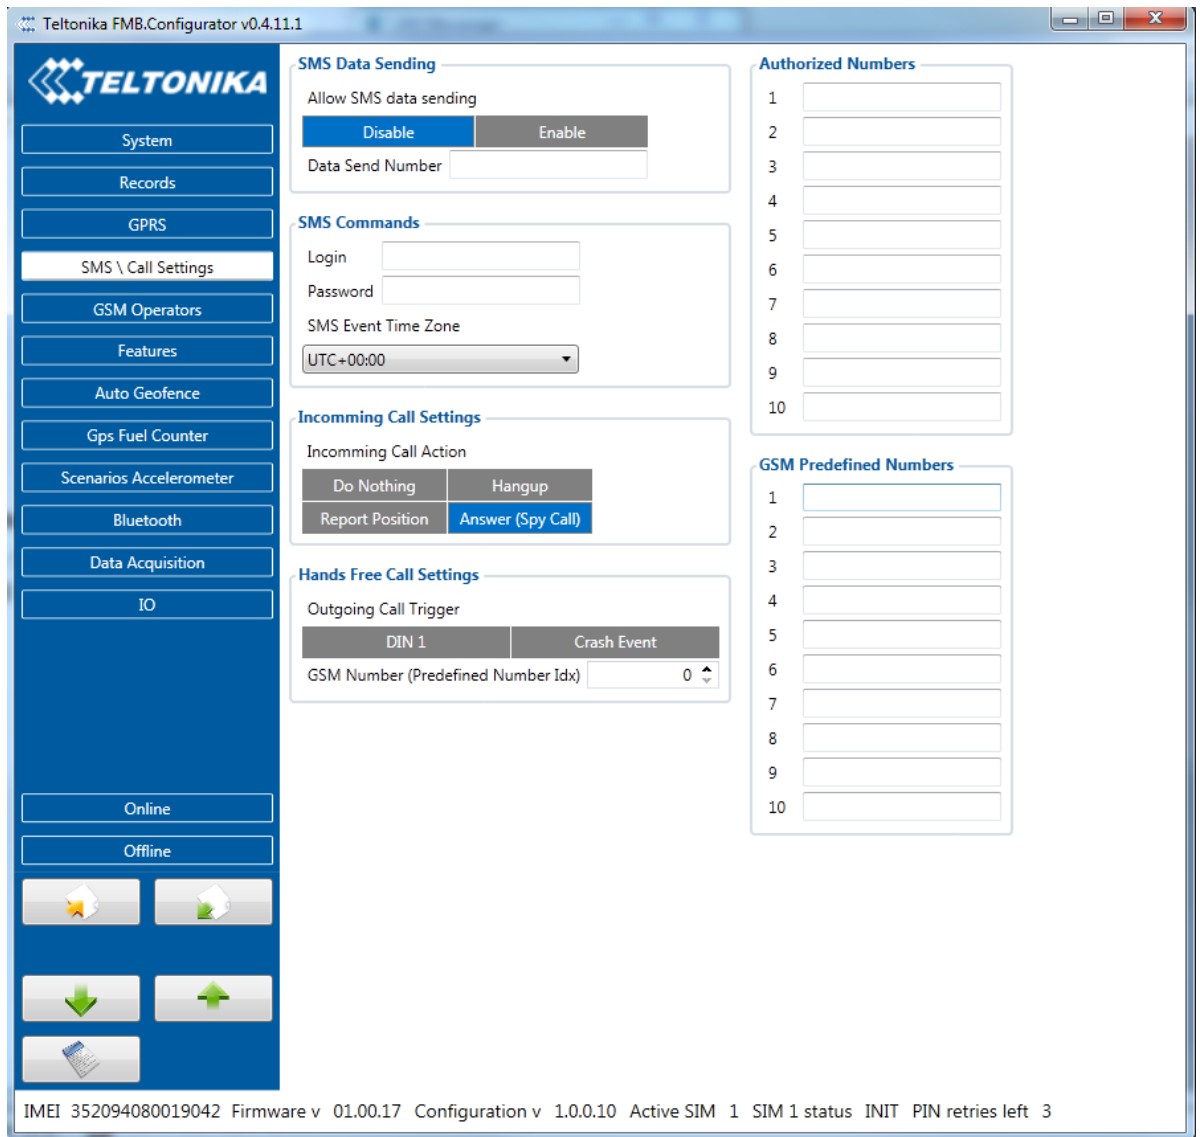 Teltonika FMB.Configurator v0.4.11.1
TELTONIKA
System
Records
GPRS
SMS \ Call Settings
GSM Operators
Features
Auto Geofence
Gps Fuel Counter
Scenarios Accelerometer
Bluetooth
Data Acquisition
IO
Online
Offline
SMS Data Sending
Allow SMS data sending
Disable Enable
Data Send Number
SMS Commands
Login
Password
SMS Event Time Zone
UTC+00:00
Incomming Call Settings
Incomming Call Action
Do Nothing Hangup
Report Position Answer (Spy Call)
Hands Free Call Settings
Outgoing Call Trigger
DIN 1 Crash Event
GSM Number (Predefined Number Idx) 0
Authorized Numbers
1
2
3
4
5
6
7
8
9
10
GSM Predefined Numbers
1
2
3
4
5
6
7
8
9
10
IMEI 352094080019042 Firmware v 01.00.17 Configuration v 1.0.0.10 Active SIM 1 SIM 1 status INIT PIN retries left 3